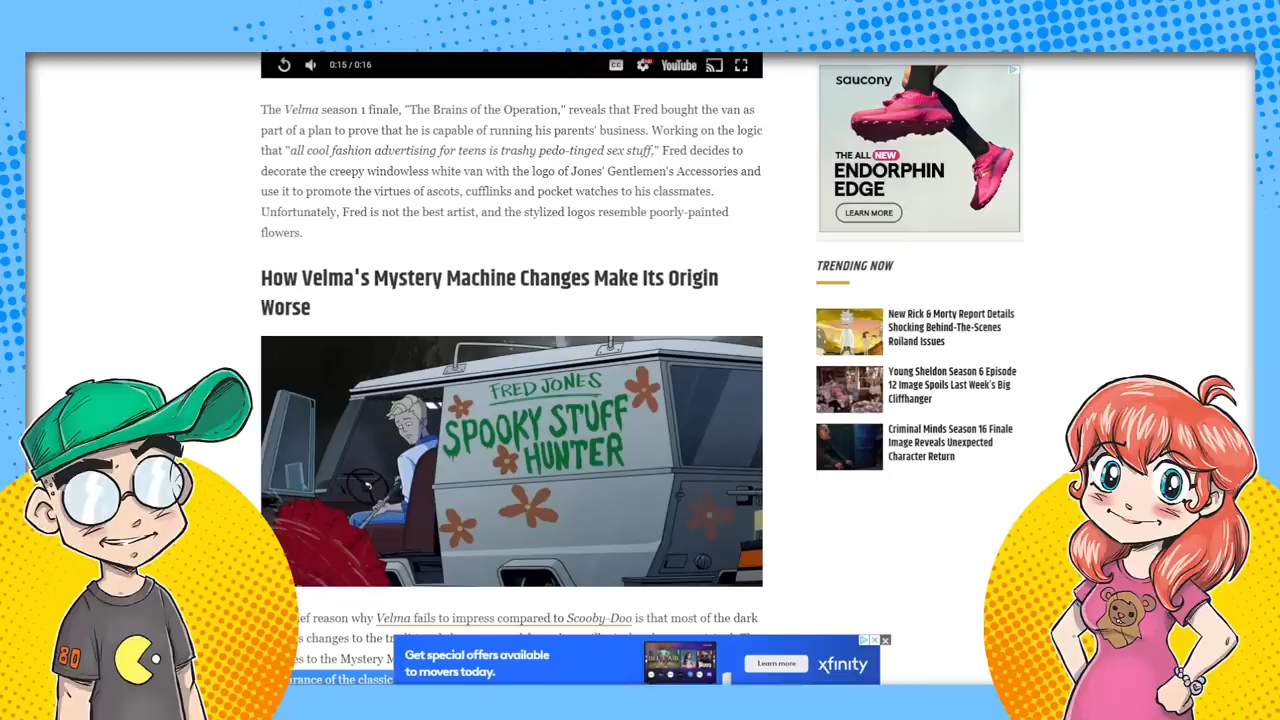 0:15 / 0:16
CC
YouTube
The Velma season 1 finale, "The Brains of the Operation," reveals that Fred bought the van as
part of a plan to prove that he is capable of running his parents' business. Working on the logic
that "all cool fashion advertising for teens is trashy pedo-tinged sex stuff," Fred decides to
decorate the creepy windowless white van with the logo of Jones' Gentlemen's Accessories and
use it to promote the virtues of ascots, cufflinks and pocket watches to his classmates.
Unfortunately, Fred is not the best artist, and the stylized logos resemble poorly-painted
flowers.
How Velma's Mystery Machine Changes Make Its Origin
Worse
FRED JONES
SPOOKY STUFF
HUNTER
ef reason why Velma fails to impress compared to Scooby-Doo is that most of the dark
s changes to the
es to the Mystery M
rance of the classic
Get special offers available
to movers today.
Learn more
xfinity
saucony
THE ALL NEW
ENDORPHIN
EDGE
LEARN MORE
TRENDING NOW
New Rick & Morty Report Details
Shocking Behind-The-Scenes
Roiland Issues
Young Sheldon Season 6 Episode
12 Image Spoils Last Week's Big
Cliffhanger
Criminal Minds Season 16 Finale
Image Reveals Unexpected
Character Return
80